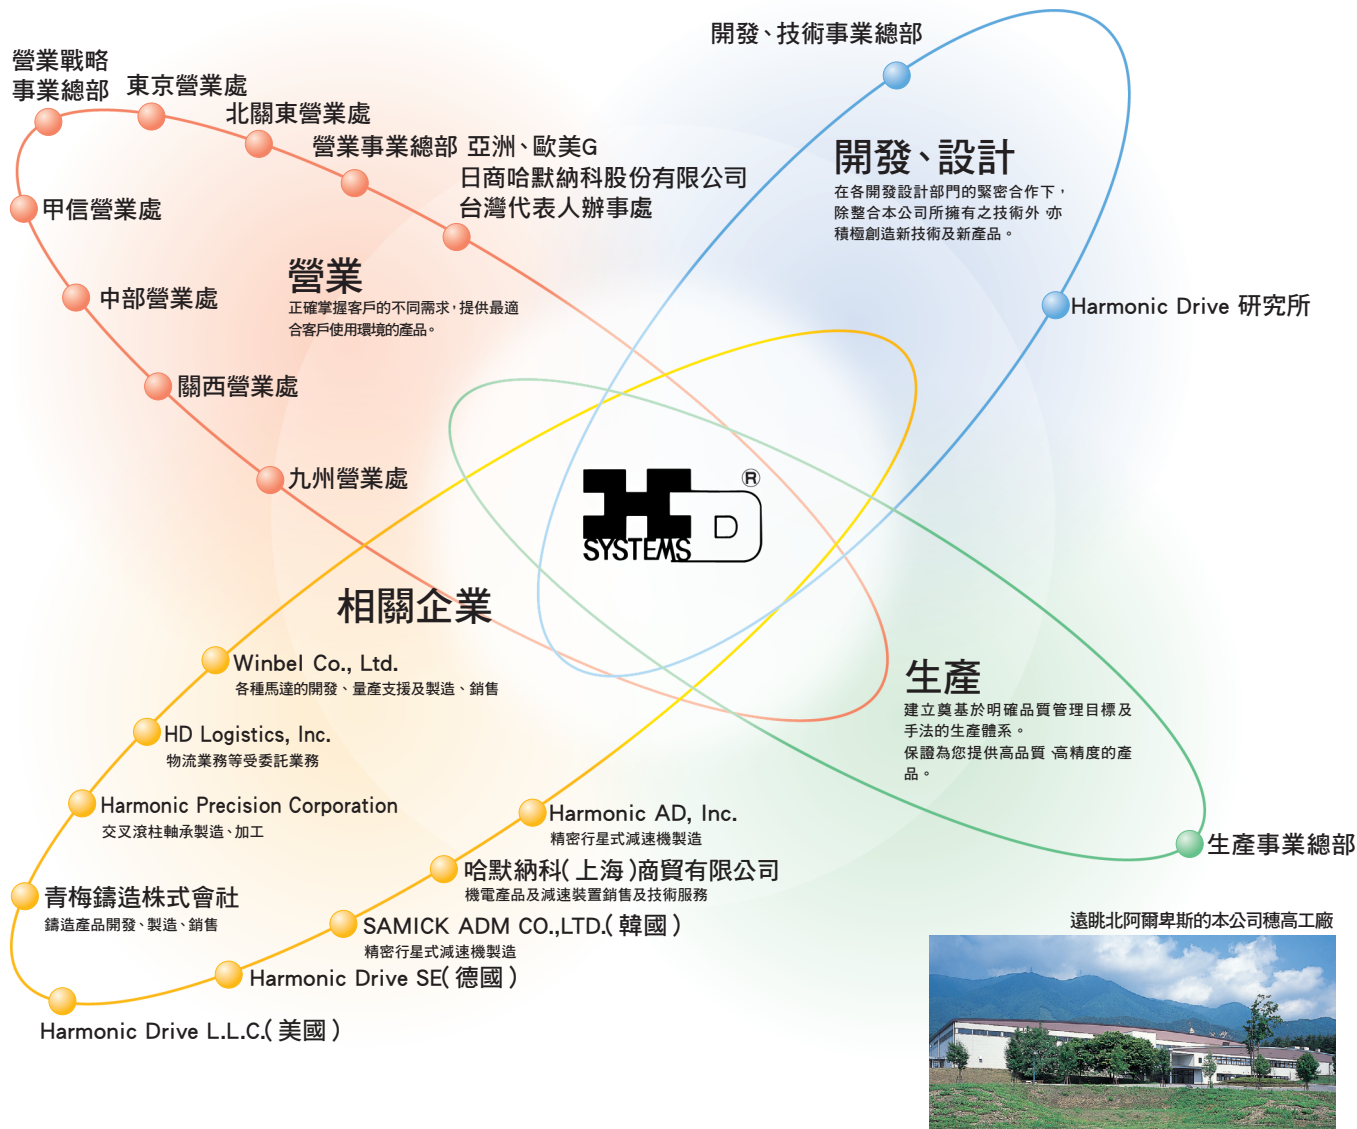 營業戰略
事業總部
東京營業處
北關東營業處
營業事業總部 亞洲、歐美G
日商哈默納科股份有限公司
台灣代表人辦事處
甲信營業處
中部營業處
關西營業處
九州營業處
營業
正確掌握客戶的不同需求，提供最適
合客戶使用環境的產品。
開發、技術事業總部
開發、設計
在各開發設計部門的緊密合作下，
除整合本公司所擁有之技術外，亦
積極創造新技術及新產品。
Harmonic Drive 研究所
HD
SYSTEMS
®
相關企業
Winbel Co., Ltd.
各種馬達的開發、量產支援及製造、銷售
HD Logistics, Inc.
物流業務等受委託業務
Harmonic Precision Corporation
交叉滾柱軸承製造、加工
青梅鑄造株式會社
鑄造產品開發、製造、銷售
Harmonic Drive L.L.C.(美國)
Harmonic Drive SE(德國)
SAMICK ADM CO.,LTD.(韓國)
精密行星式減速機製造
哈默納科(上海)商貿有限公司
機電產品及減速裝置銷售及技術服務
Harmonic AD, Inc.
精密行星式減速機製造
生產
建立奠基於明確品質管理目標及
手法的生產體系。
保證為您提供高品質、高精度的產
品。
生產事業總部
遠眺北阿爾卑斯的本公司穗高工廠